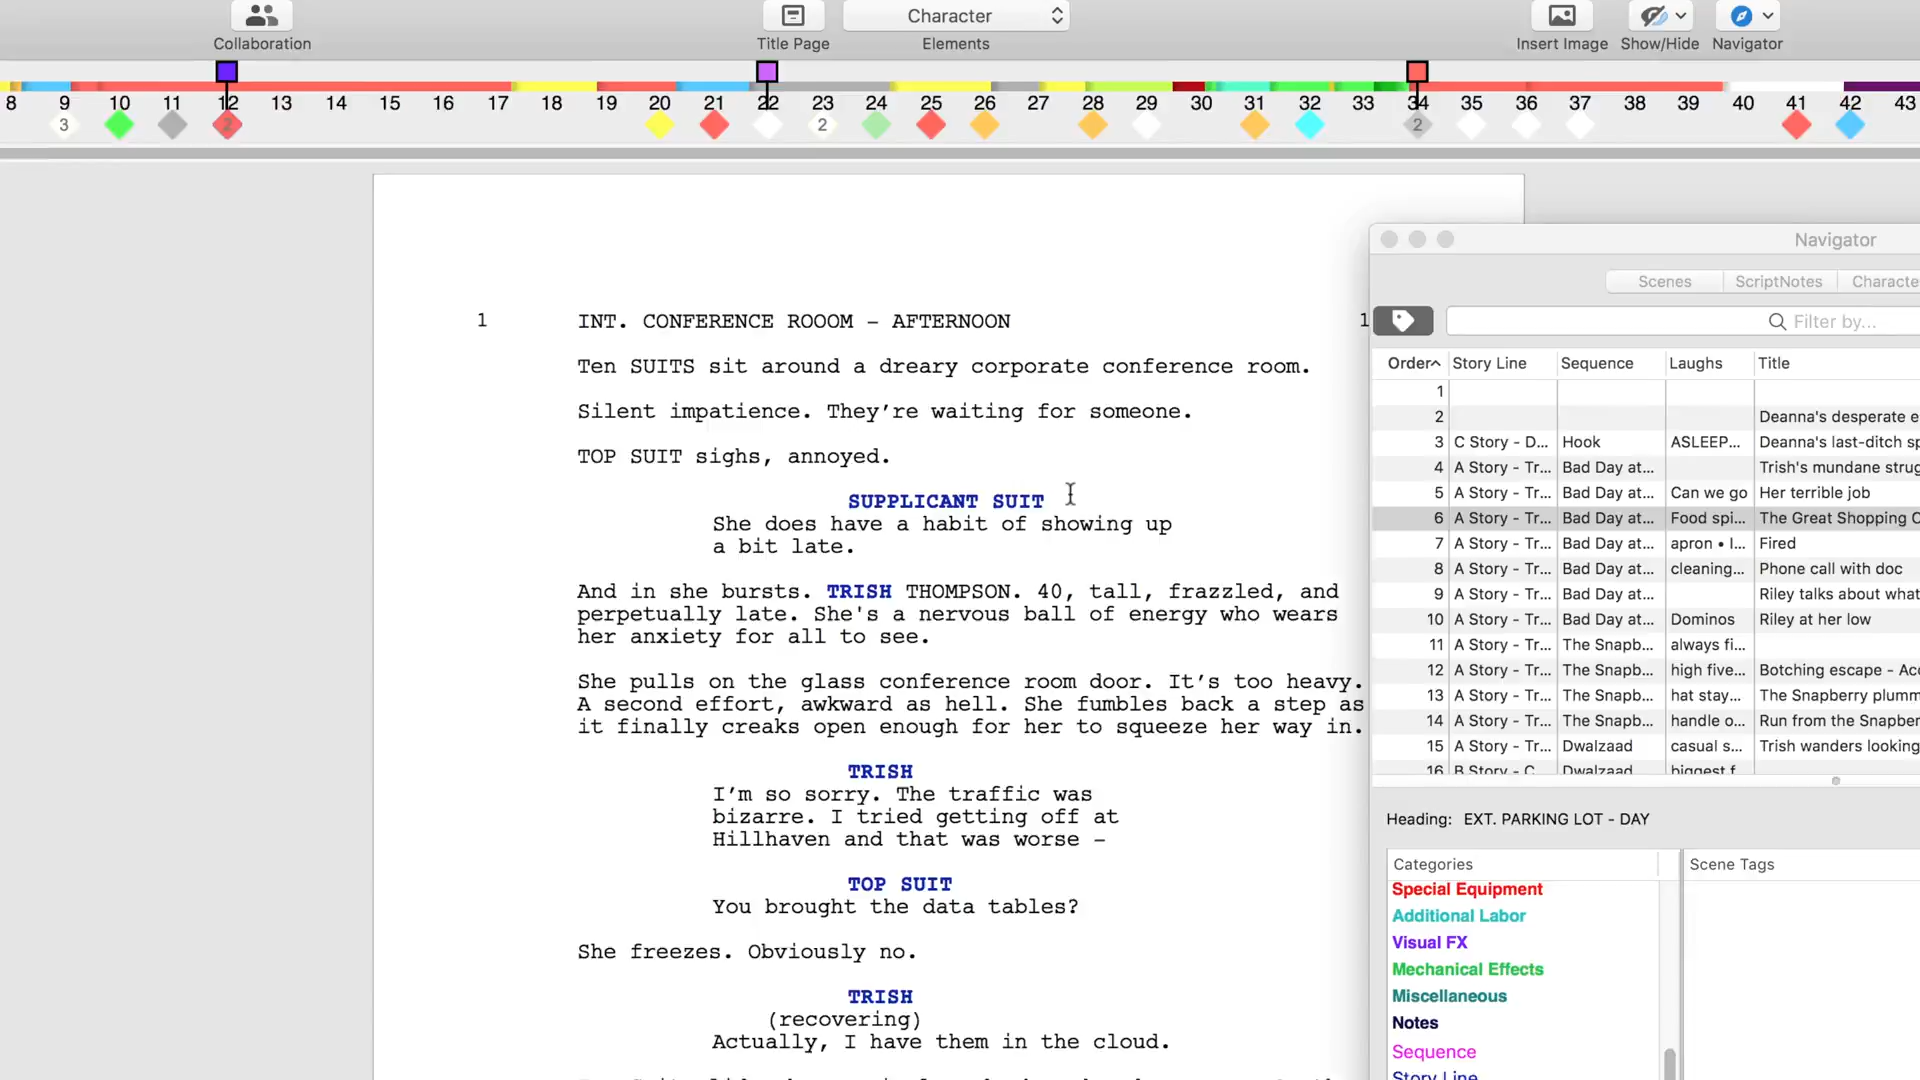 Collaboration
Title Page
Character
Elements
Insert Image
Show/Hide
Navigator
8 9 10 11 12 13 14 15 16 17 18 19 20 21 22 23 24 25 26 27 28 29 30 31 32 33 34 35 36 37 38 39 40 41 42 43
3 2 2 2
1 INT. CONFERENCE ROOOM – AFTERNOON 1
Ten SUITS sit around a dreary corporate conference room.
Silent impatience. They’re waiting for someone.
TOP SUIT sighs, annoyed.
SUPPLICANT SUIT
She does have a habit of showing up
a bit late.
And in she bursts. TRISH THOMPSON. 40, tall, frazzled, and
perpetually late. She's a nervous ball of energy who wears
her anxiety for all to see.
She pulls on the glass conference room door. It’s too heavy.
A second effort, awkward as hell. She fumbles back a step as
it finally creaks open enough for her to squeeze her way in.
TRISH
I’m so sorry. The traffic was
bizarre. I tried getting off at
Hillhaven and that was worse –
TOP SUIT
You brought the data tables?
She freezes. Obviously no.
TRISH
(recovering)
Actually, I have them in the cloud.
Navigator
Scenes ScriptNotes Characte
Filter by...
Order Story Line Sequence Laughs Title
1
2 Deanna's desperate e
3 C Story - D... Hook ASLEEP... Deanna's last-ditch sp
4 A Story - Tr... Bad Day at... Trish's mundane strug
5 A Story - Tr... Bad Day at... Can we go Her terrible job
6 A Story - Tr... Bad Day at... Food spi... The Great Shopping C
7 A Story - Tr... Bad Day at... apron • I... Fired
8 A Story - Tr... Bad Day at... cleaning... Phone call with doc
9 A Story - Tr... Bad Day at... Riley talks about what
10 A Story - Tr... Bad Day at... Dominos Riley at her low
11 A Story - Tr... The Snapb... always fi...
12 A Story - Tr... The Snapb... high five... Botching escape - Acc
13 A Story - Tr... The Snapb... hat stay... The Snapberry plumm
14 A Story - Tr... The Snapb... handle o... Run from the Snapber
15 A Story - Tr... Dwalzaad casual s... Trish wanders looking
16 B Story - C Dwalzaad biggest f
Heading: EXT. PARKING LOT - DAY
Categories
Scene Tags
Special Equipment
Additional Labor
Visual FX
Mechanical Effects
Miscellaneous
Notes
Sequence
Story Line